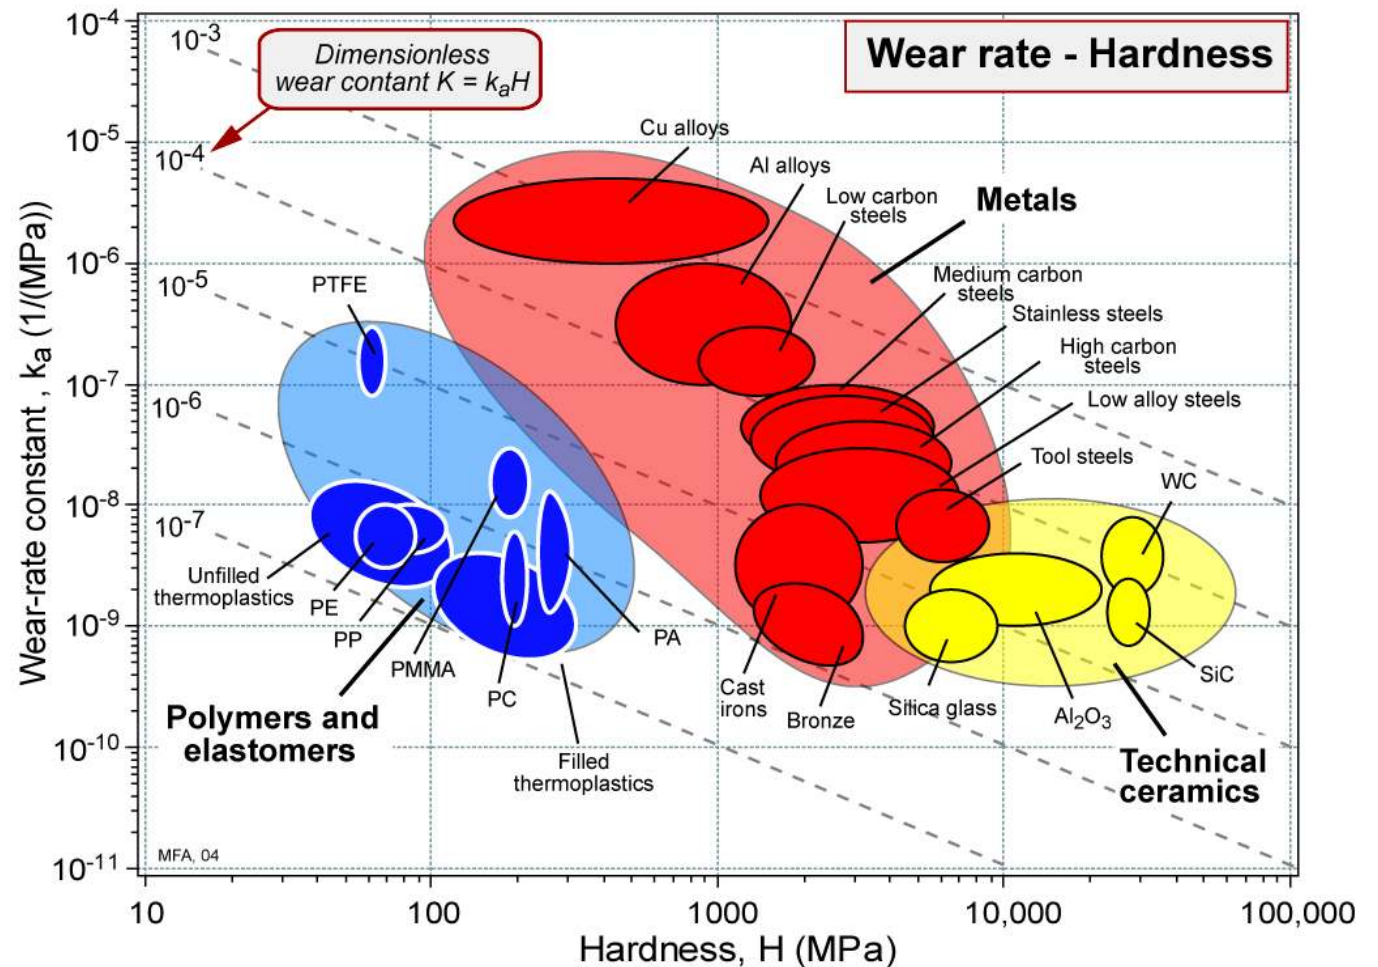 Wear rate - Hardness
Dimensionless
wear contant K = kₐH
Wear-rate constant , kₐ (1/(MPa))
10⁻⁴
10⁻⁵
10⁻⁶
10⁻⁷
10⁻⁸
10⁻⁹
10⁻¹⁰
10⁻¹¹
10⁻³
10⁻⁴
10⁻⁵
10⁻⁶
10⁻⁷
Cu alloys
Al alloys
Low carbon
steels
Metals
Medium carbon
steels
Stainless steels
High carbon
steels
Low alloy steels
Tool steels
WC
PTFE
Unfilled
thermoplastics
PE
PP
PMMA
PC
PA
Polymers and
elastomers
Filled
thermoplastics
Cast
irons
Bronze
Silica glass
Al₂O₃
SiC
Technical
ceramics
MFA, 04
10
100
1000
10,000
100,000
Hardness, H (MPa)